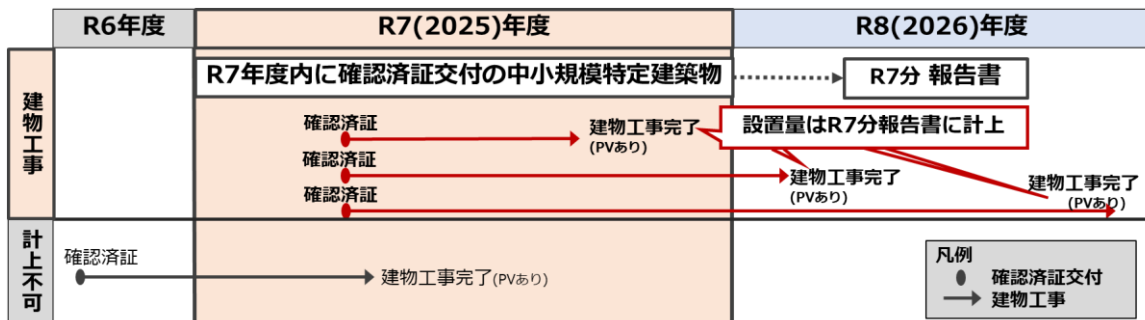 R6年度
R7(2025)年度
R8(2026)年度
建物工事
R7年度内に確認済証交付の中小規模特定建築物
R7分 報告書
確認済証
建物工事完了
(PVあり)
設置量はR7分報告書に計上
確認済証
建物工事完了
(PVあり)
確認済証
建物工事完了
(PVあり)
計上不可
確認済証
建物工事完了(PVあり)
凡例
確認済証交付
建物工事